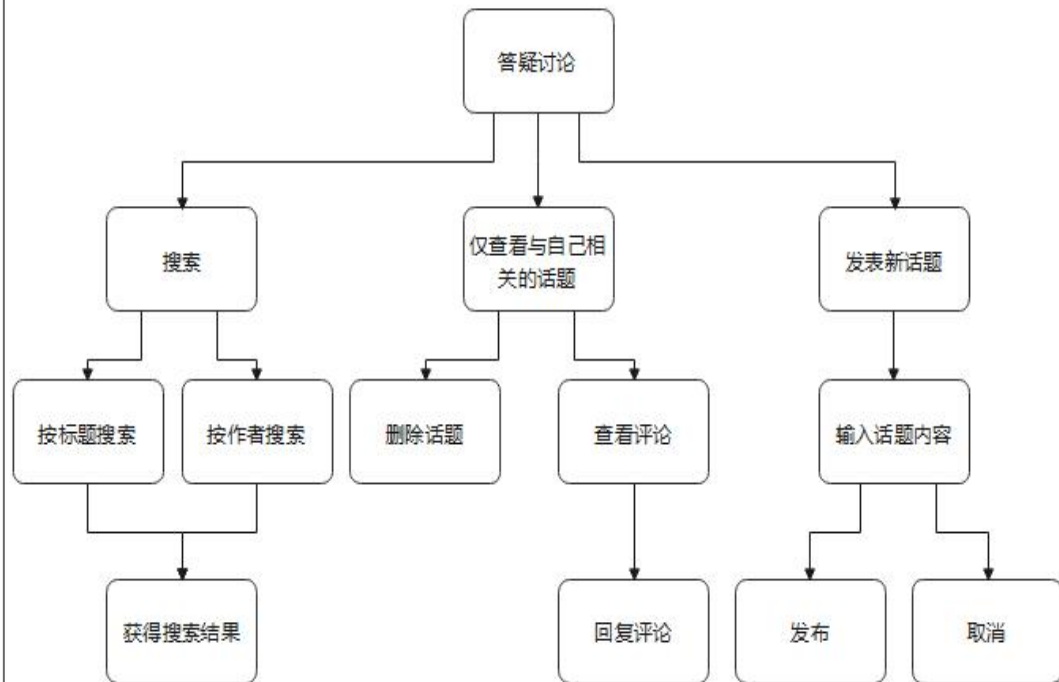 答疑讨论
搜索
仅查看与自己相
关的话题
发表新话题
按标题搜索
按作者搜索
删除话题
查看评论
输入话题内容
获得搜索结果
回复评论
发布
取消